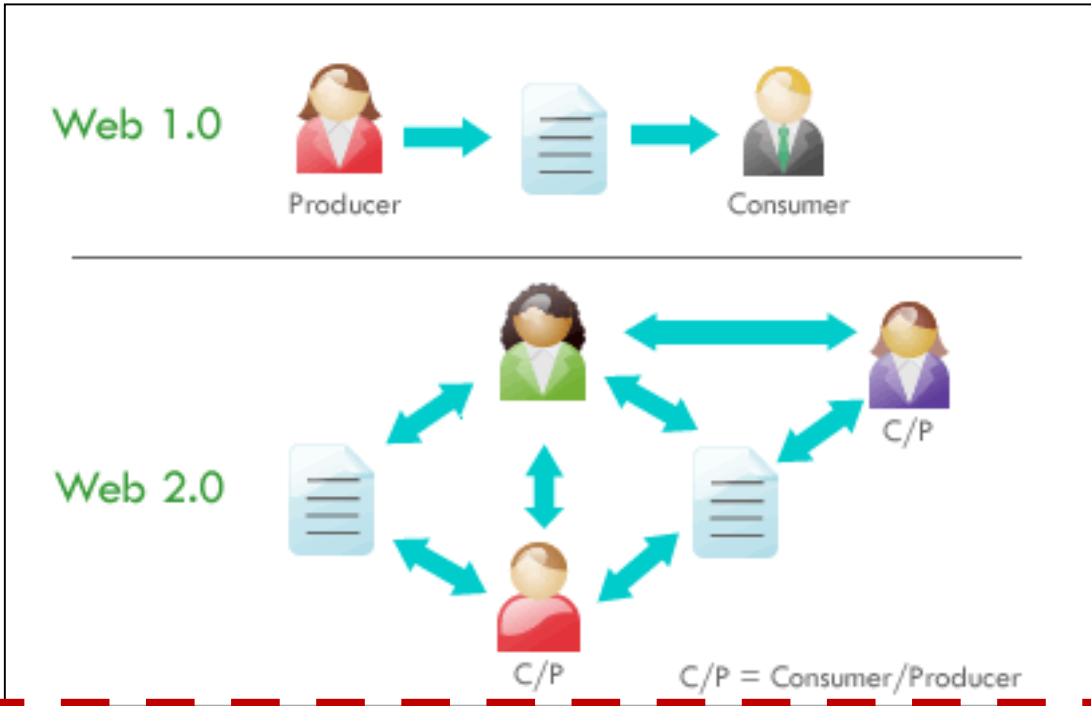 Web 1.0
Producer
Consumer
C/P
Web 2.0
C/P
C/P = Consumer/Producer